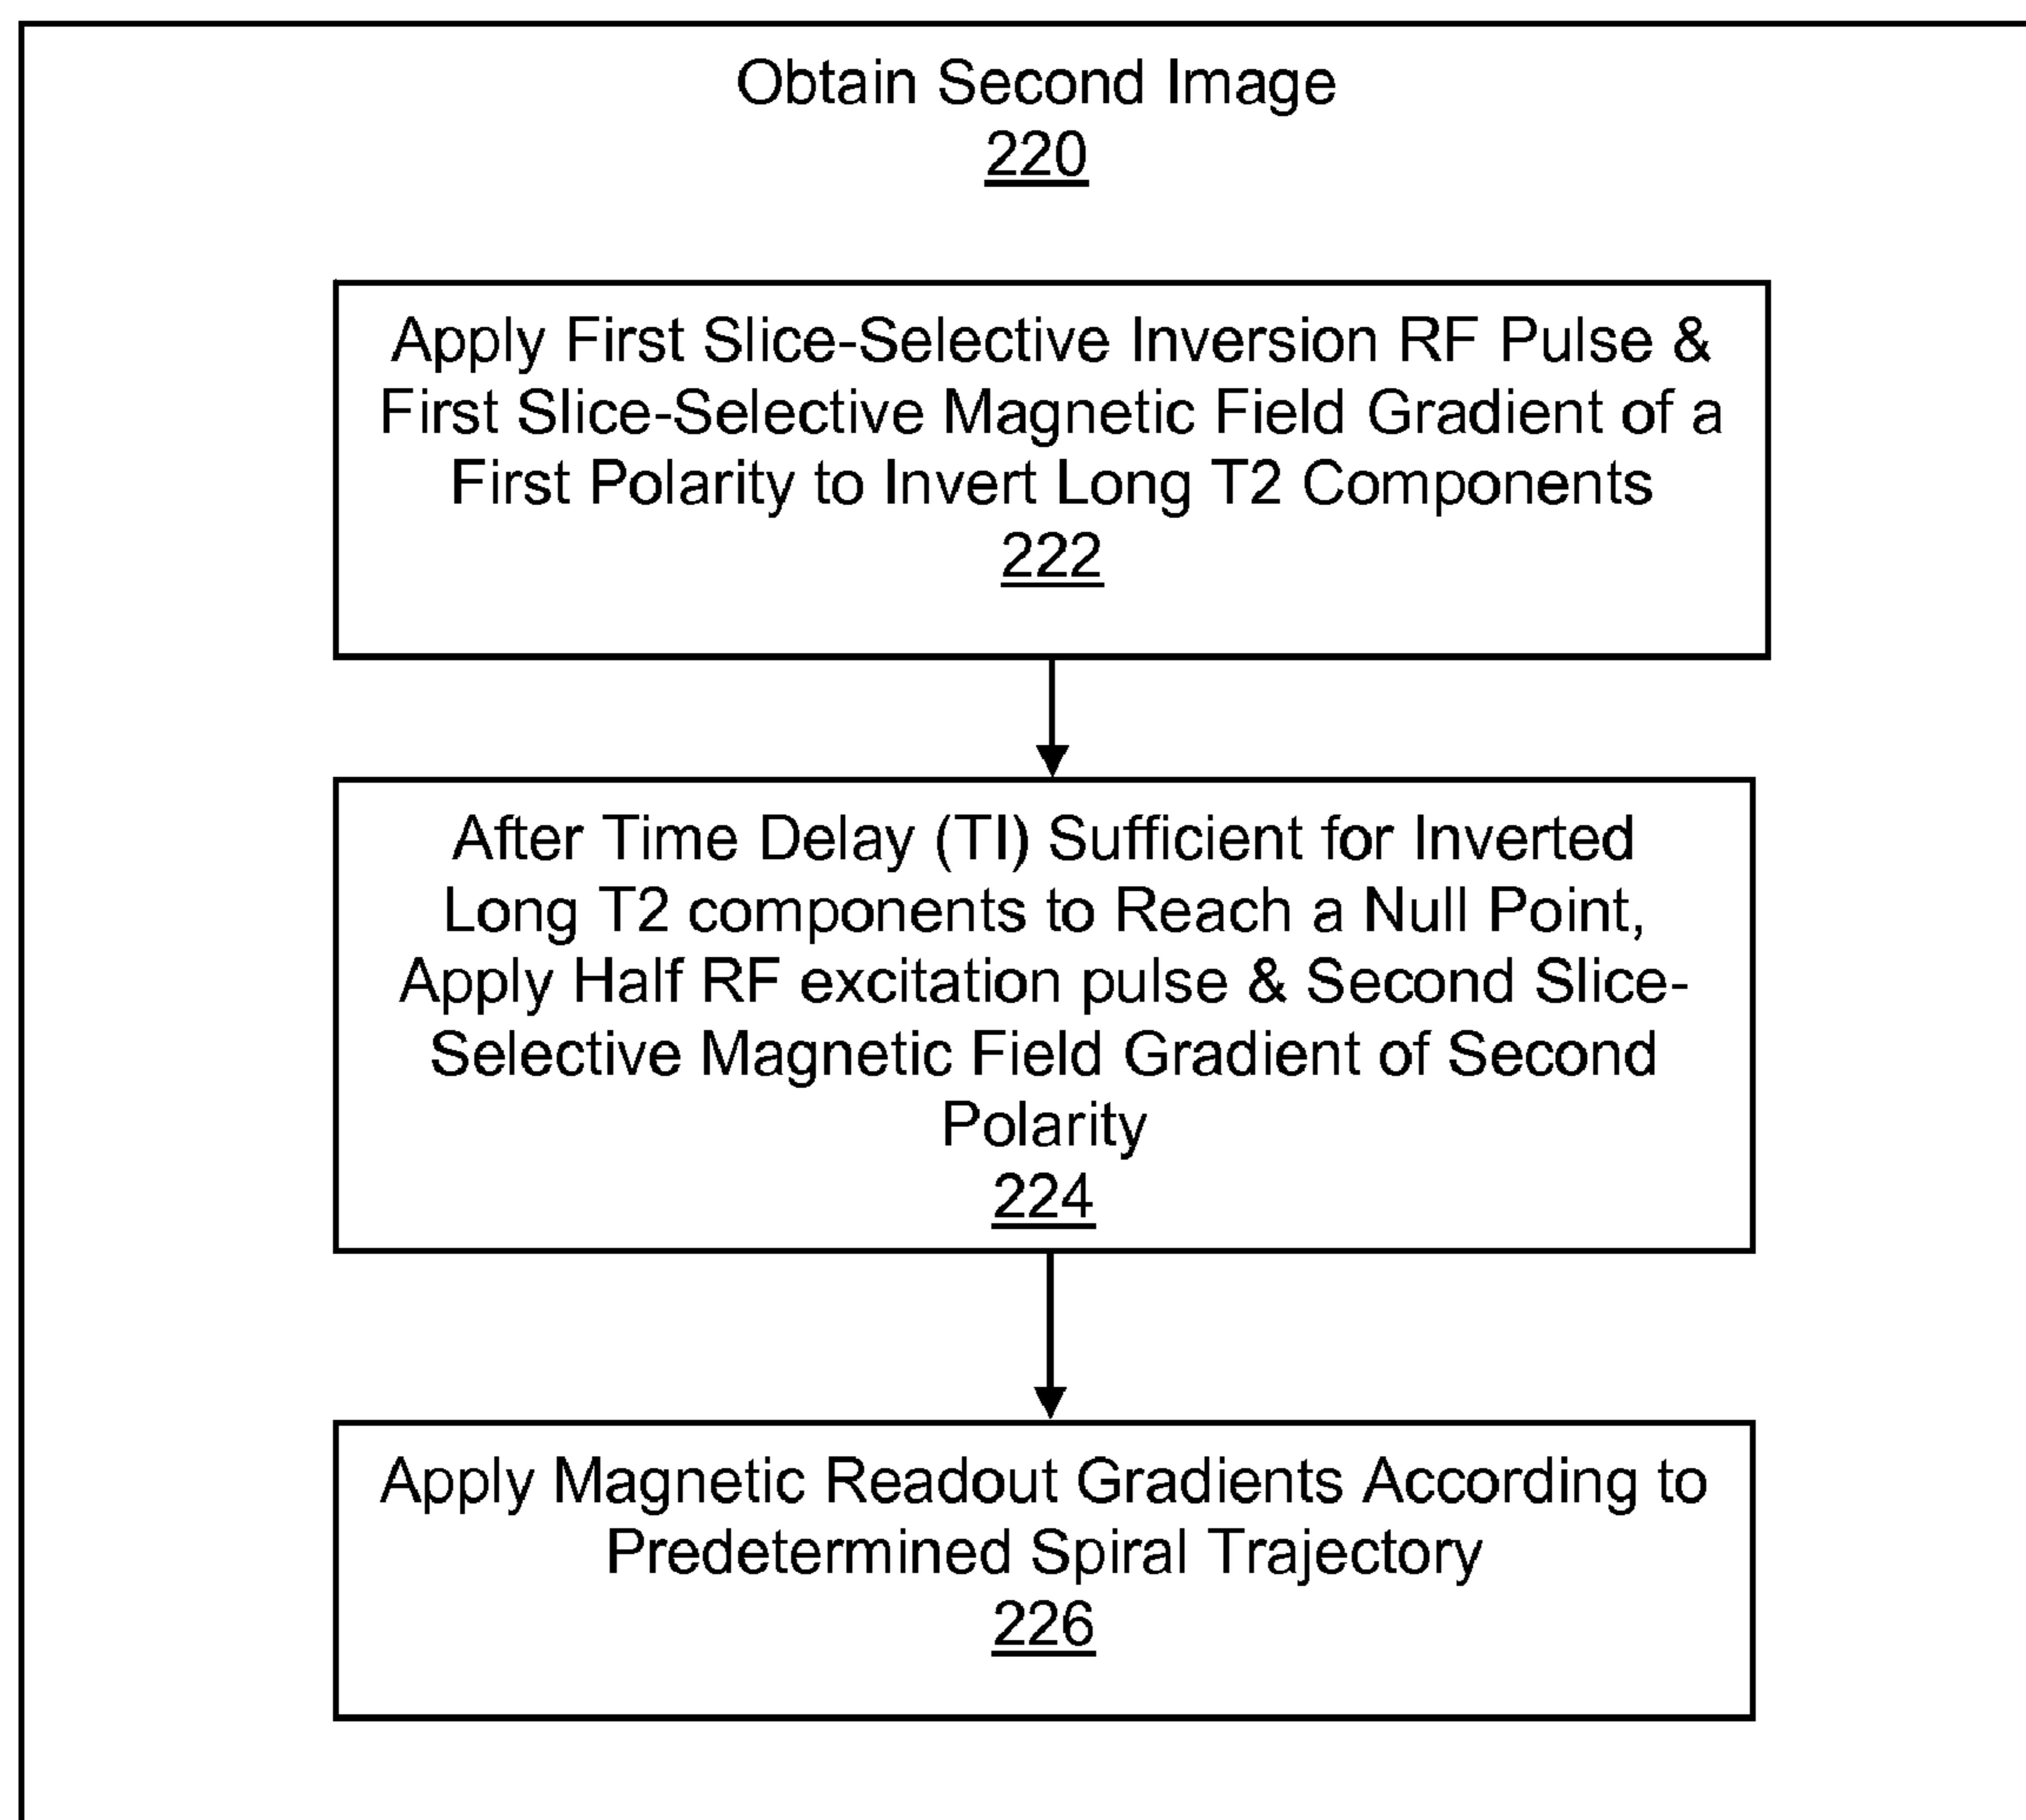 Obtain Second Image
220
Apply First Slice-Selective Inversion RF Pulse &
First Slice-Selective Magnetic Field Gradient of a
First Polarity to Invert Long T2 Components
222
After Time Delay (TI) Sufficient for Inverted
Long T2 components to Reach a Null Point,
Apply Half RF excitation pulse & Second Slice-
Selective Magnetic Field Gradient of Second
Polarity
224
Apply Magnetic Readout Gradients According to
Predetermined Spiral Trajectory
226